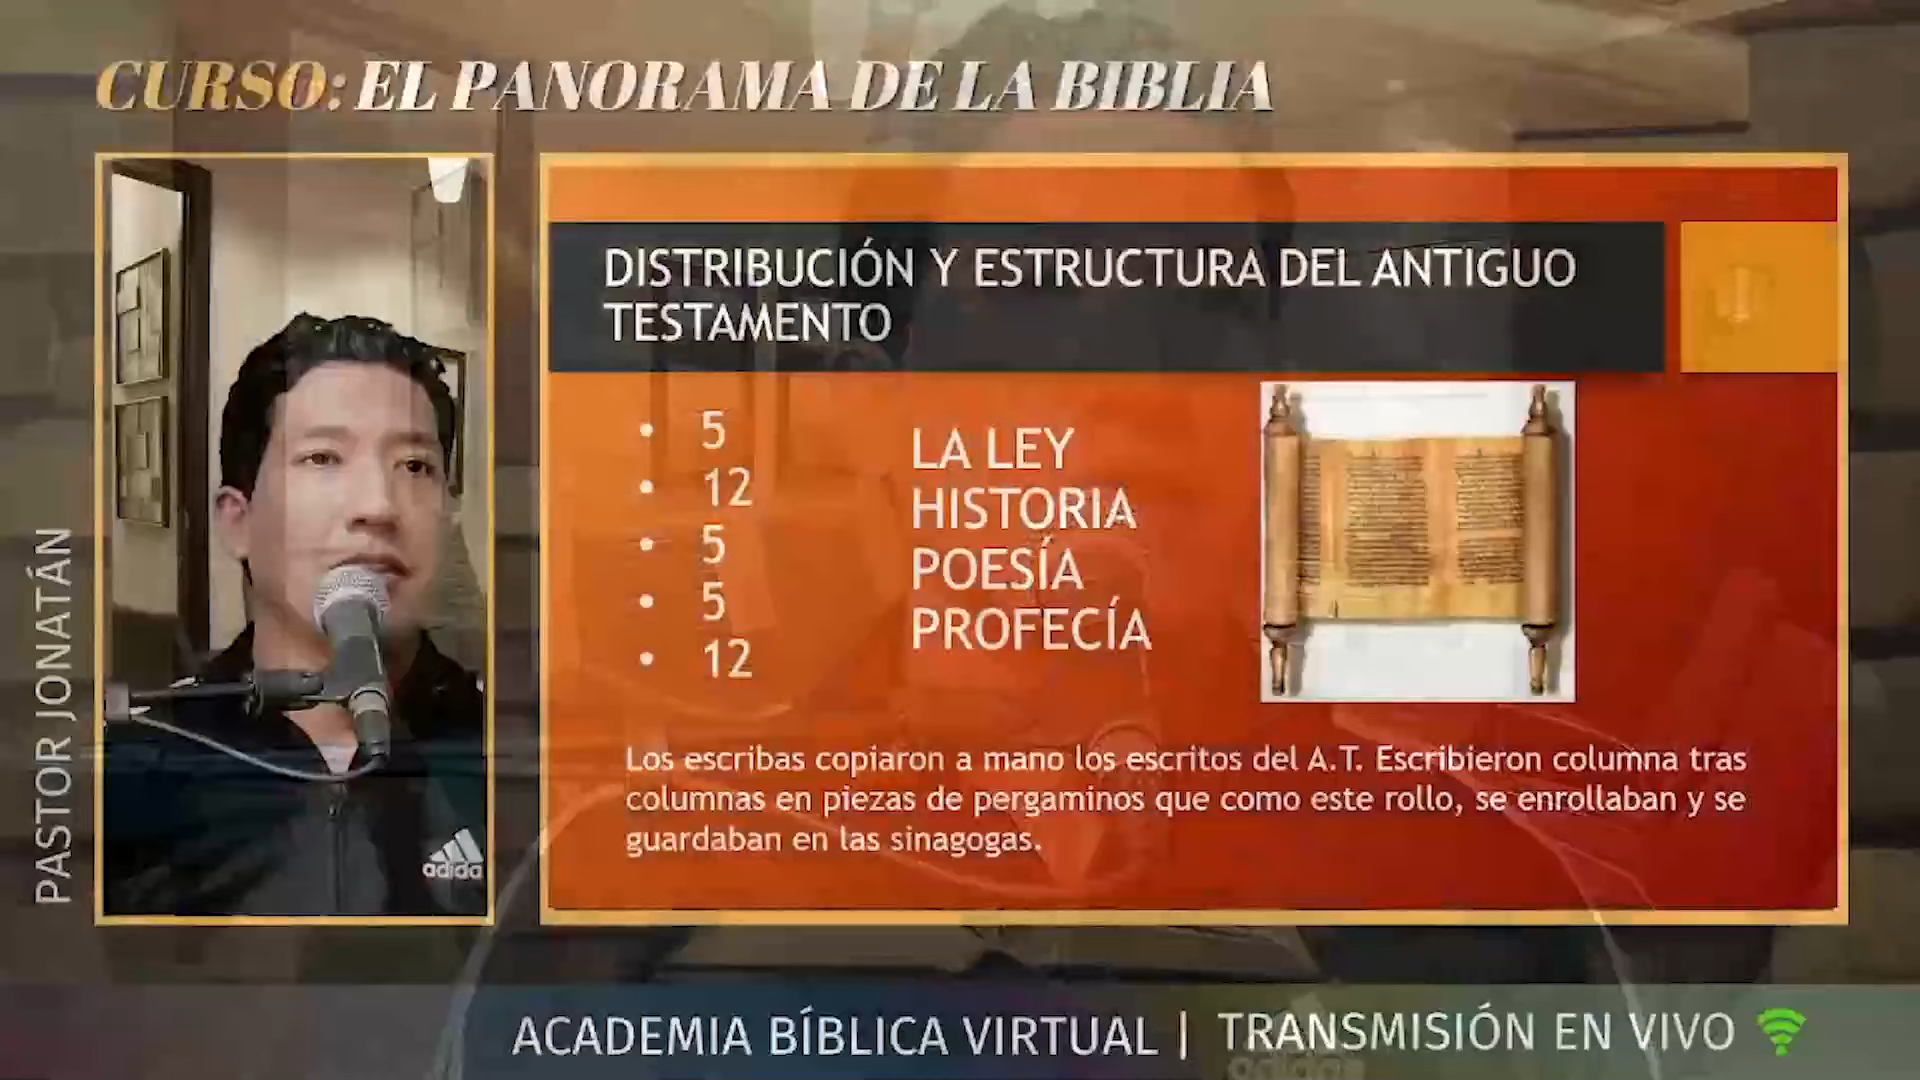 CURSO: EL PANORAMA DE LA BIBLIA
PASTOR JONATÁN
DISTRIBUCIÓN Y ESTRUCTURA DEL ANTIGUO
TESTAMENTO
• 5
• 12
• 5
• 5
• 12
LA LEY
HISTORIA
POESÍA
PROFECÍA
Los escribas copiaron a mano los escritos del A.T. Escribieron columna tras
columnas en piezas de pergaminos que como este rollo, se enrollaban y se
guardaban en las sinagogas.
adida
ACADEMIA BÍBLICA VIRTUAL | TRANSMISIÓN EN VIVO